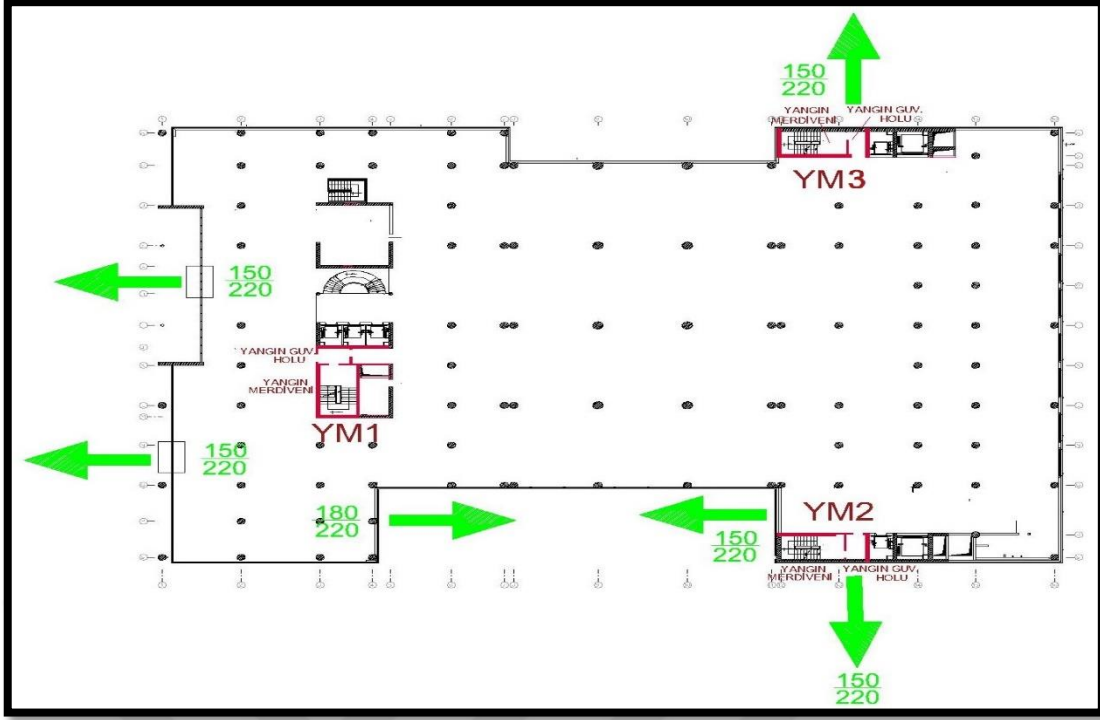 150
220
YANGIN
MERDİVENİ
YANGIN GUV.
HOLU
YM3
150
220
YANGIN GUV.
HOLU
YANGIN
MERDİVENİ
YM1
150
220
180
220
YM2
150
220
YANGIN
MERDİVENİ
YANGIN GUV.
HOLU
150
220